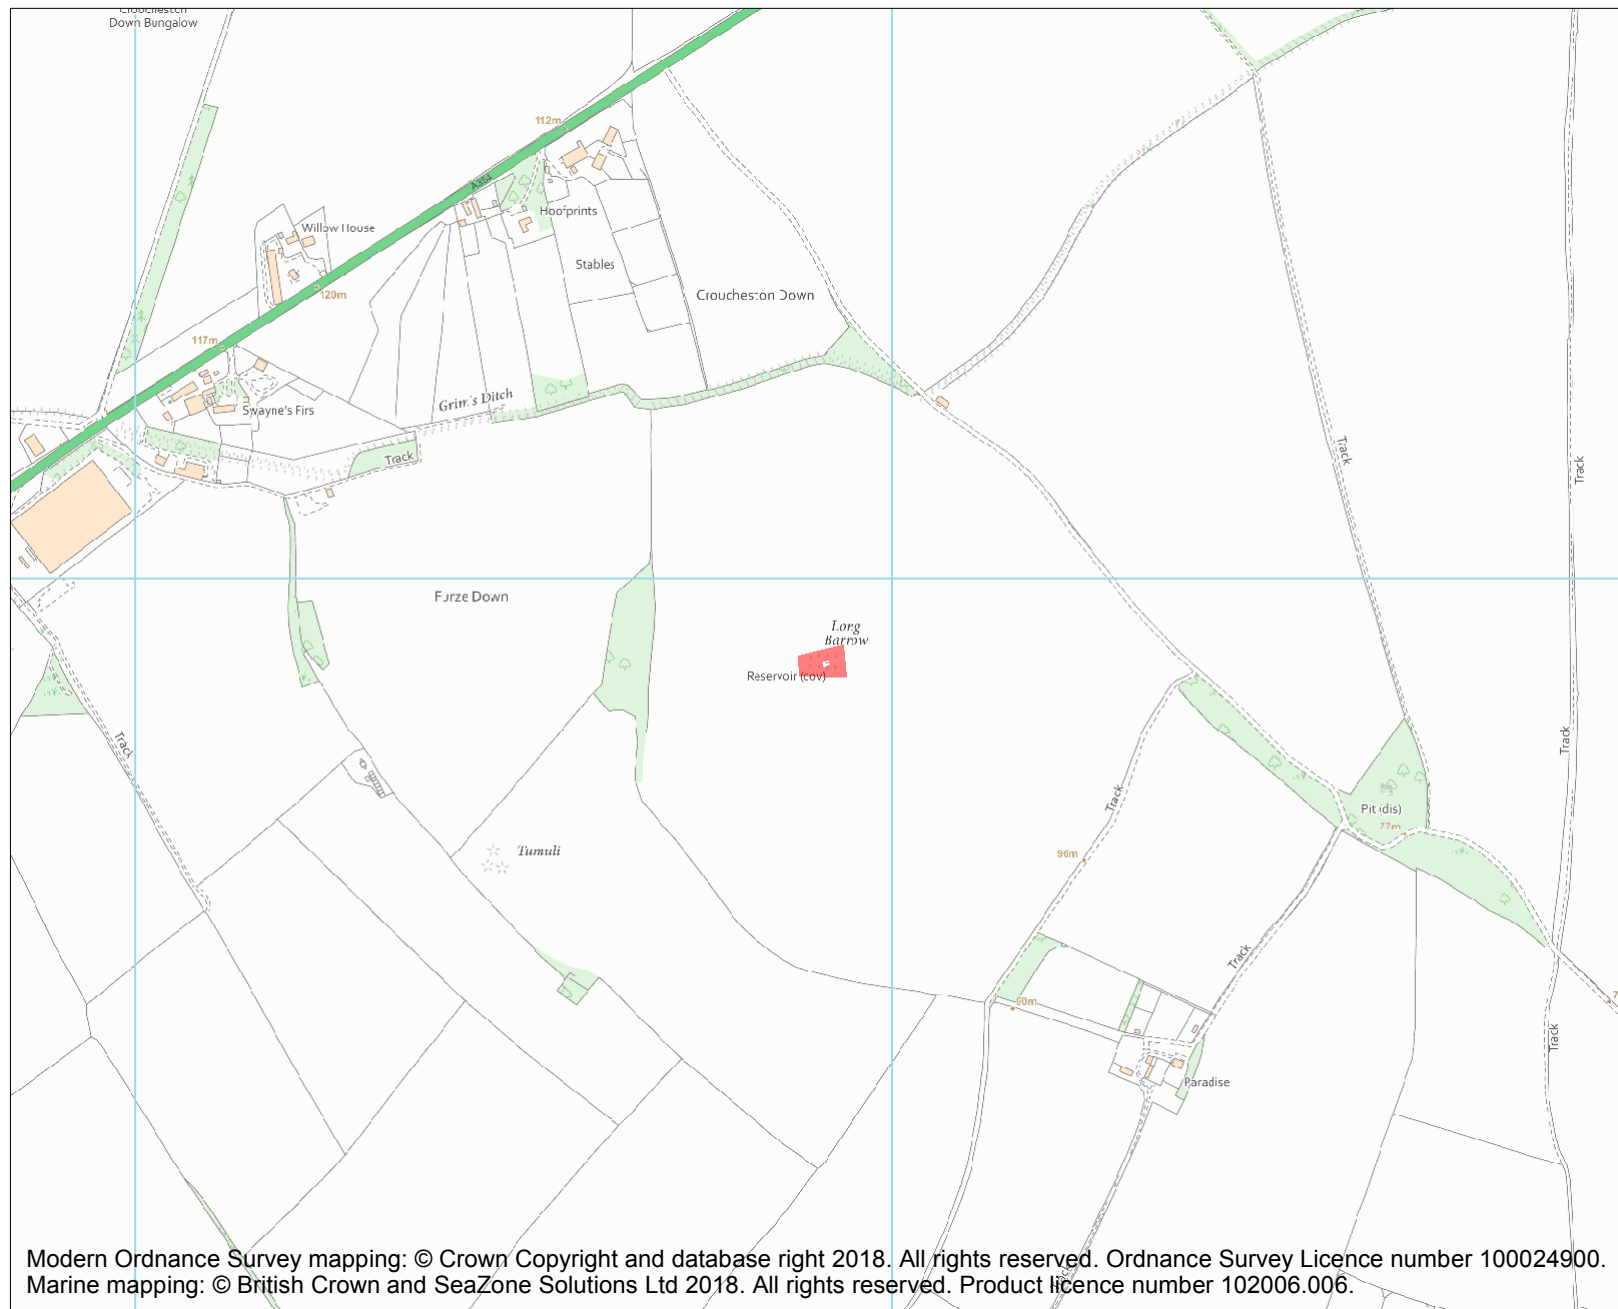 Croucheston
Down Bungalow
112m
A354
Hoofprints
Willow House
Stables
120m
Croucheston Down
117m
Grim's Ditch
Swayne's Firs
Track
Track
Track
Furze Down
Long
Barrow
Reservoir (cov)
Track
Track
Track
Pit (dis)
77m
Tumuli
96m
Track
90m
Track
Paradise
Track
Modern Ordnance Survey mapping: © Crown Copyright and database right 2018. All rights reserved. Ordnance Survey Licence number 100024900.
Marine mapping: © British Crown and SeaZone Solutions Ltd 2018. All rights reserved. Product licence number 102006.006.